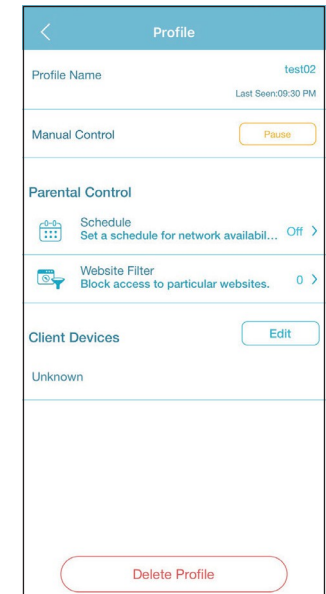 Profile
Profile Name
test02
Last Seen:09:30 PM
Manual Control
Pause
Parental Control
Schedule
Set a schedule for network availabil...
Off
Website Filter
Block access to particular websites.
0
Client Devices
Edit
Unknown
Delete Profile